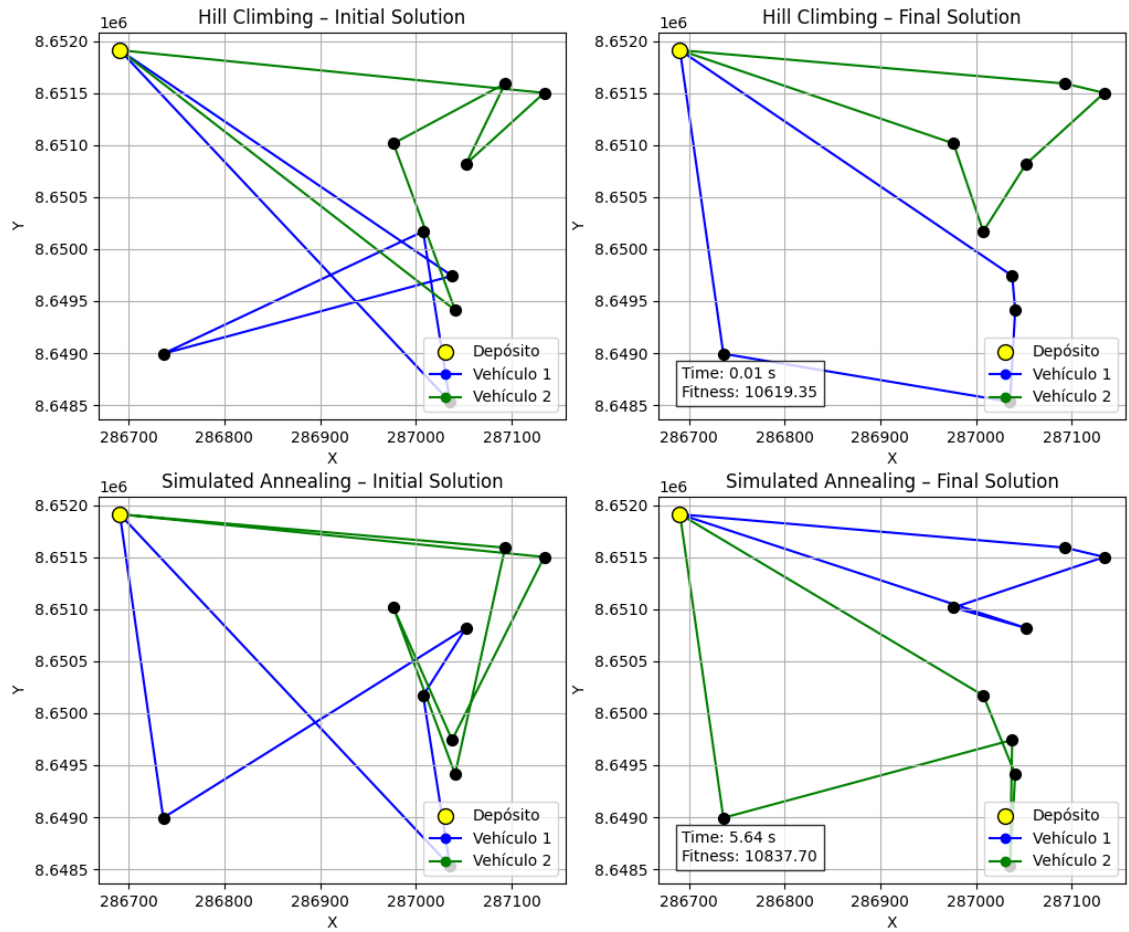 Hill Climbing – Initial Solution
1e6
8.6520
8.6515
8.6510
8.6505
8.6500
8.6495
8.6490
8.6485
Y
286700 286800 286900 287000 287100
X
Depósito
Vehículo 1
Vehículo 2
Hill Climbing – Final Solution
1e6
8.6520
8.6515
8.6510
8.6505
8.6500
8.6495
8.6490
8.6485
Y
286700 286800 286900 287000 287100
X
Time: 0.01 s
Fitness: 10619.35
Depósito
Vehículo 1
Vehículo 2
Simulated Annealing – Initial Solution
1e6
8.6520
8.6515
8.6510
8.6505
8.6500
8.6495
8.6490
8.6485
Y
286700 286800 286900 287000 287100
X
Depósito
Vehículo 1
Vehículo 2
Simulated Annealing – Final Solution
1e6
8.6520
8.6515
8.6510
8.6505
8.6500
8.6495
8.6490
8.6485
Y
286700 286800 286900 287000 287100
X
Time: 5.64 s
Fitness: 10837.70
Depósito
Vehículo 1
Vehículo 2